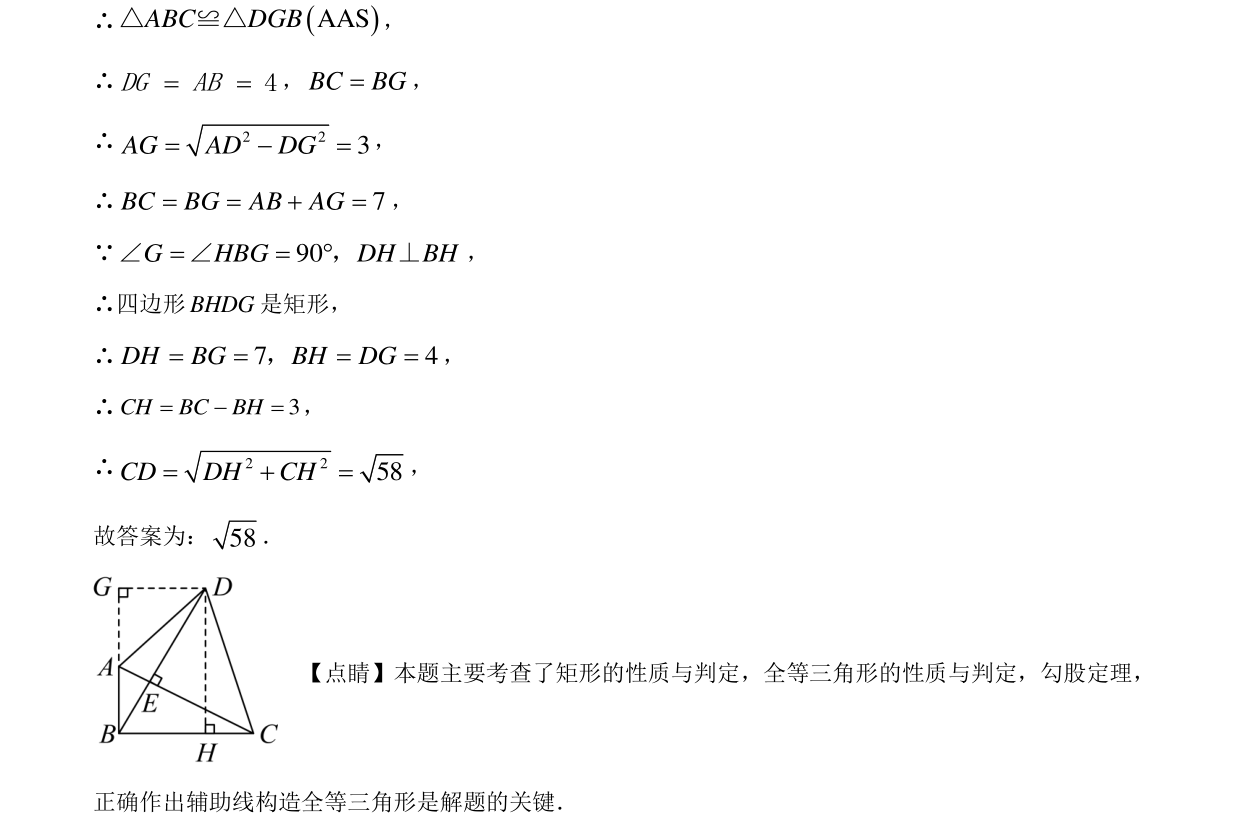 ∴△ABC≌△DGB(AAS)，
∴ DG = AB = 4，BC = BG，
∴ AG = √(AD² − DG²) = 3，
∴ BC = BG = AB + AG = 7，
∵ ∠G = ∠HBG = 90°，DH⊥BH，
∴四边形 BHDG 是矩形，
∴ DH = BG = 7，BH = DG = 4，
∴ CH = BC − BH = 3，
∴ CD = √(DH² + CH²) = √58，
故答案为：√58．
G
D
A
E
B
H
C
【点睛】本题主要考查了矩形的性质与判定，全等三角形的性质与判定，勾股定理，
正确作出辅助线构造全等三角形是解题的关键．